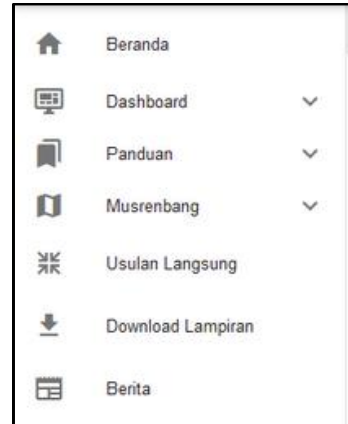 Beranda
Dashboard
Panduan
Musrenbang
Usulan Langsung
Download Lampiran
Berita